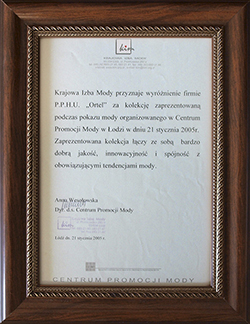 Krajowa Izba Mody przyznaje wyróżnienie firmie
P.P.H.U. „Ortel” za kolekcję zaprezentowaną
podczas pokazu mody organizowanego w Centrum
Promocji Mody w Łodzi w dniu 21 stycznia 2005r.
Zaprezentowana kolekcja łączy ze sobą bardzo
dobrą jakość, innowacyjność i spójność z
obowiązującymi tendencjami mody.
Anna Wesołowska
Dyr. d.s. Centrum Promocji Mody
Łódź dn. 21 stycznia 2005 r.
CENTRUM PROMOCJI MODY